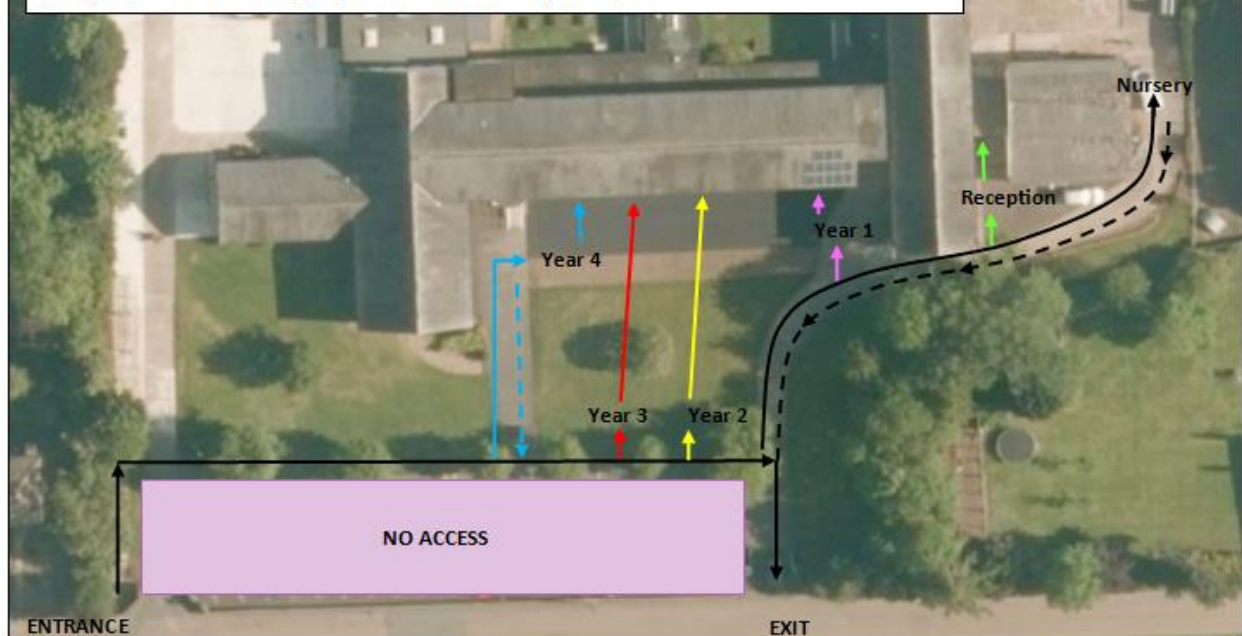 Nursery
Reception
Year 1
Year 4
Year 3
Year 2
NO ACCESS
ENTRANCE
EXIT